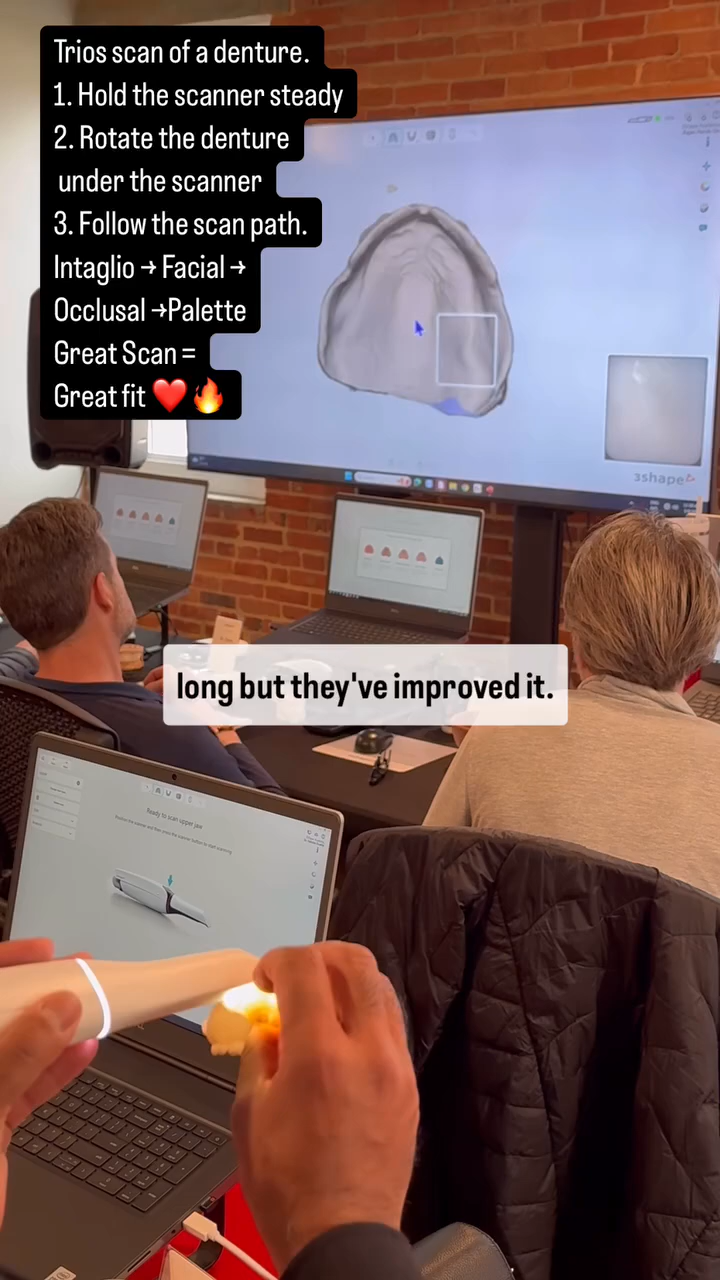 Trios scan of a denture.
1. Hold the scanner steady
2. Rotate the denture
under the scanner
3. Follow the scan path.
Intaglio → Facial →
Occlusal →Palette
Great Scan =
Great fit ❤️🔥
3shape
long but they've improved it.
Ready to scan upper jaw